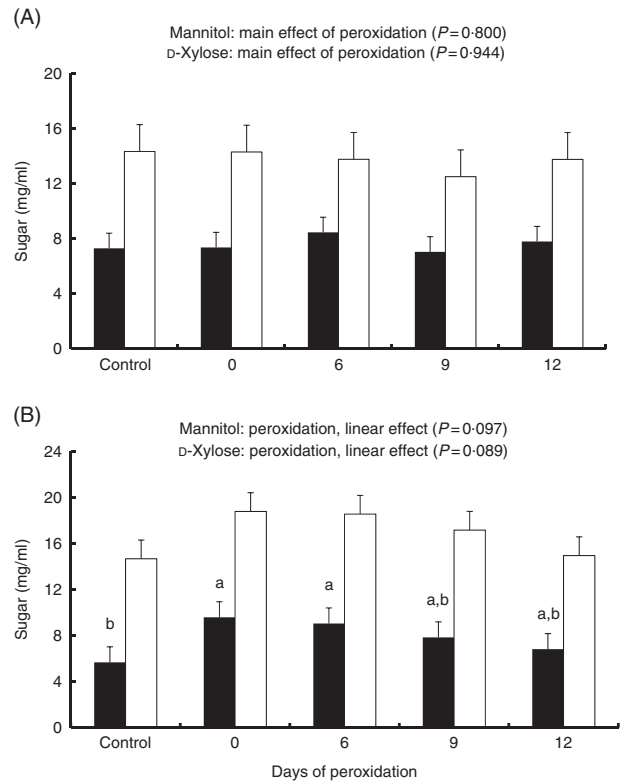 (A)
Mannitol: main effect of peroxidation (P=0·800)
D-Xylose: main effect of peroxidation (P=0·944)
20
16
12
8
4
0
Sugar (mg/ml)
Control 0 6 9 12
(B)
Mannitol: peroxidation, linear effect (P=0·097)
D-Xylose: peroxidation, linear effect (P=0·089)
24
20
16
12
8
4
0
Sugar (mg/ml)
b a a a,b a,b
Control 0 6 9 12
Days of peroxidation